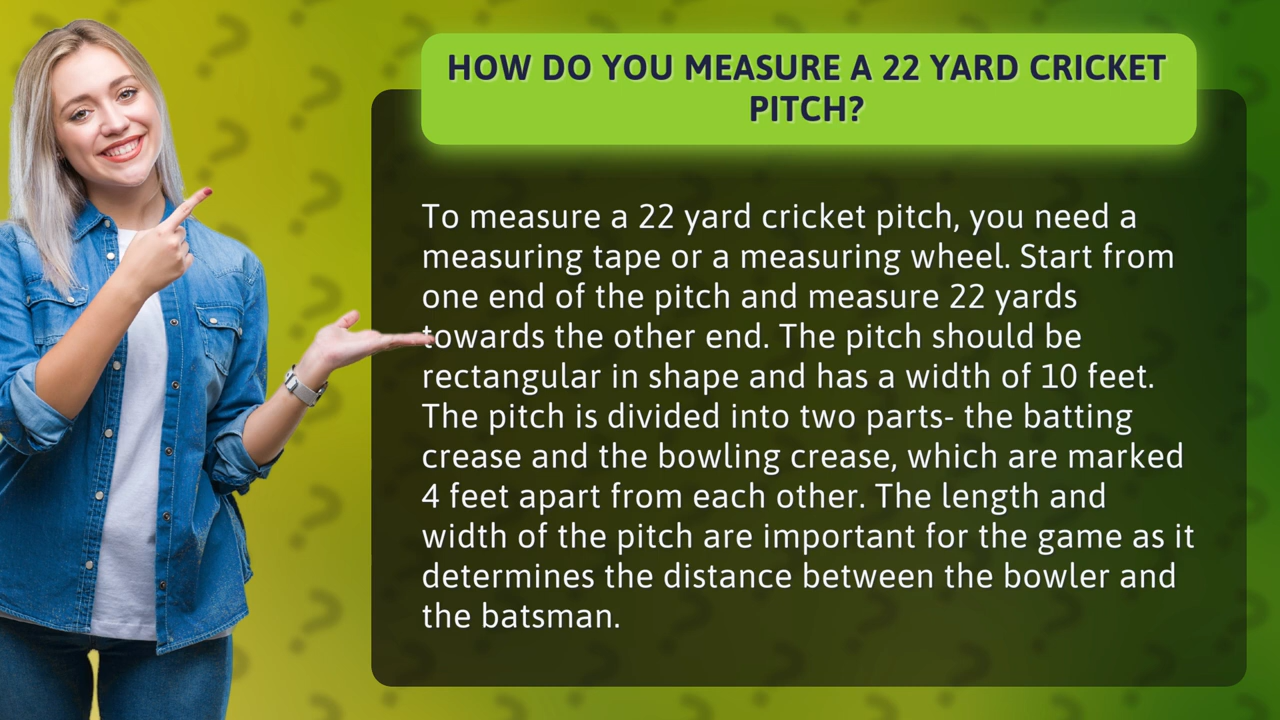 HOW DO YOU MEASURE A 22 YARD CRICKET
PITCH?
To measure a 22 yard cricket pitch, you need a
measuring tape or a measuring wheel. Start from
one end of the pitch and measure 22 yards
towards the other end. The pitch should be
rectangular in shape and has a width of 10 feet.
The pitch is divided into two parts- the batting
crease and the bowling crease, which are marked
4 feet apart from each other. The length and
width of the pitch are important for the game as it
determines the distance between the bowler and
the batsman.